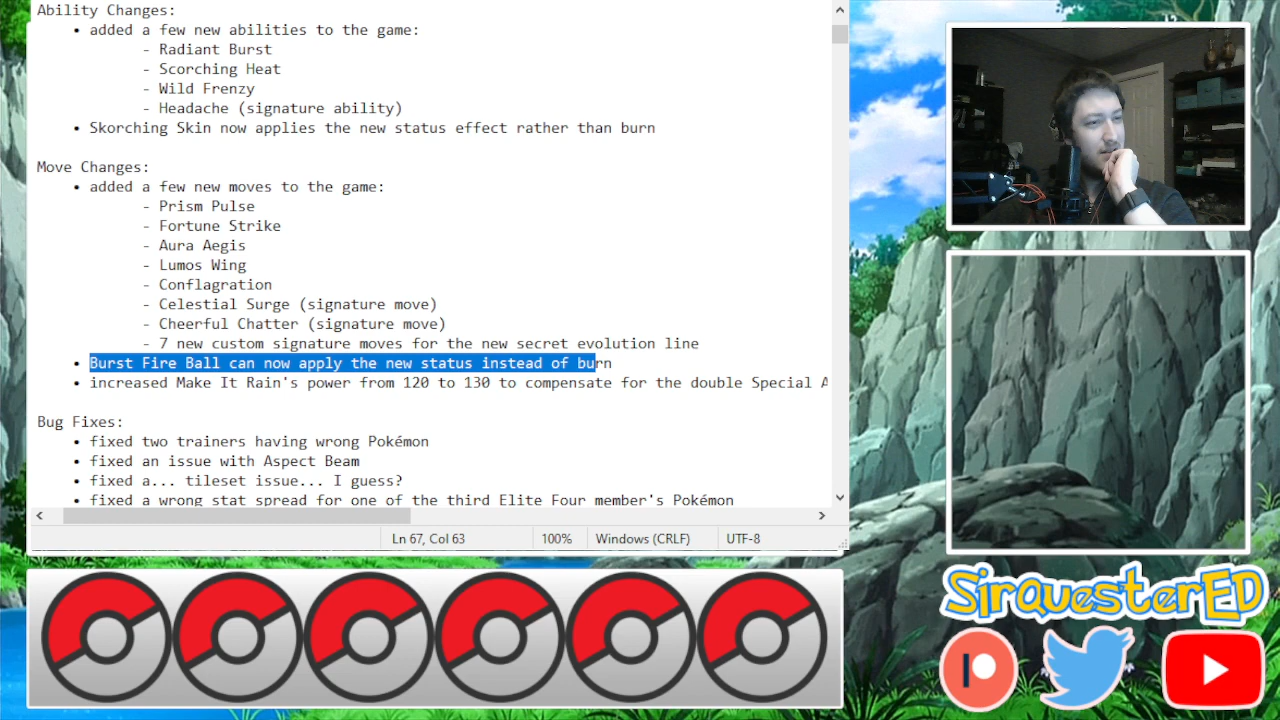 Ability Changes:
• added a few new abilities to the game:
- Radiant Burst
- Scorching Heat
- Wild Frenzy
- Headache (signature ability)
• Skorching Skin now applies the new status effect rather than burn
Move Changes:
• added a few new moves to the game:
- Prism Pulse
- Fortune Strike
- Aura Aegis
- Lumos Wing
- Conflagration
- Celestial Surge (signature move)
- Cheerful Chatter (signature move)
- 7 new custom signature moves for the new secret evolution line
• Burst Fire Ball can now apply the new status instead of burn
• increased Make It Rain's power from 120 to 130 to compensate for the double Special A
Bug Fixes:
• fixed two trainers having wrong Pokémon
• fixed an issue with Aspect Beam
• fixed a... tileset issue... I guess?
• fixed a wrong stat spread for one of the third Elite Four member's Pokémon
Ln 67, Col 63 100% Windows (CRLF) UTF-8
SirquesterED